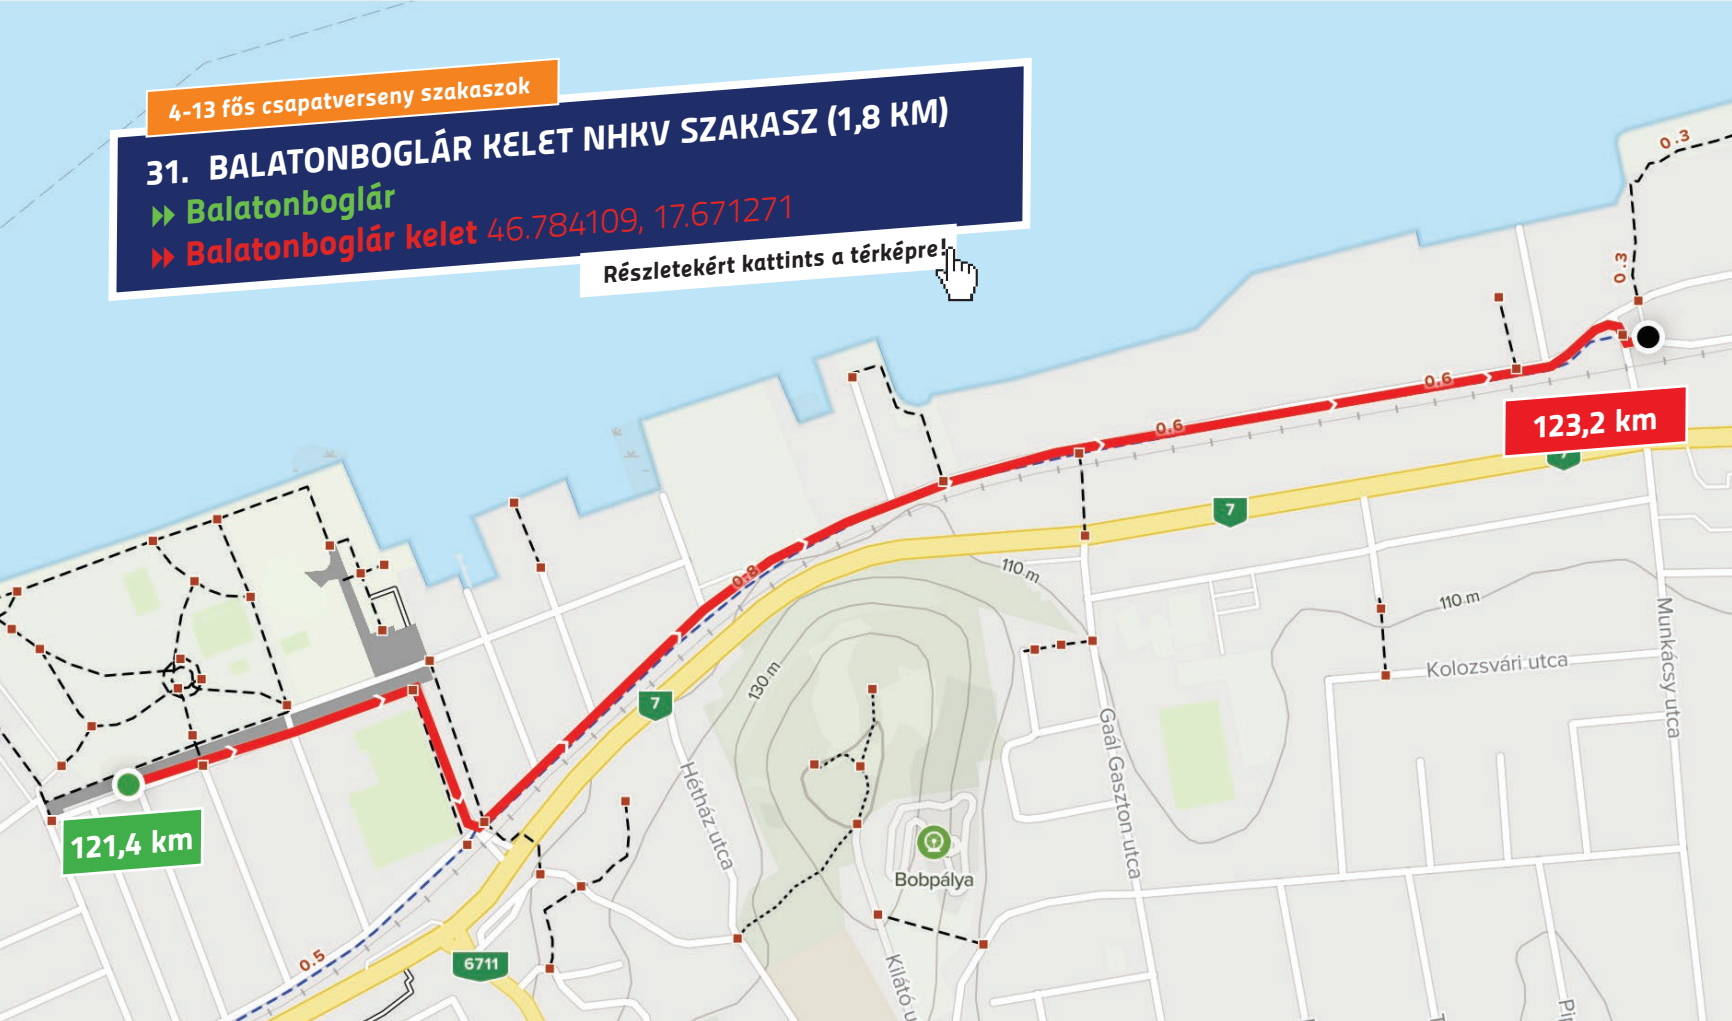 4-13 fős csapatverseny szakaszok
31. BALATONBOGLÁR KELET NHKV SZAKASZ (1,8 KM)
Balatonboglár
Balatonboglár kelet 46.784109, 17.671271
Részletekért kattints a térképre!
0.3
0.3
0.6
0.6
123,2 km
7
7
0.8
110 m
110 m
130 m
7
Kolozsvári utca
Munkácsy utca
Gaál Gaszton utca
Hétház utca
121,4 km
Bobpálya
0.5
6711
Kilátó u